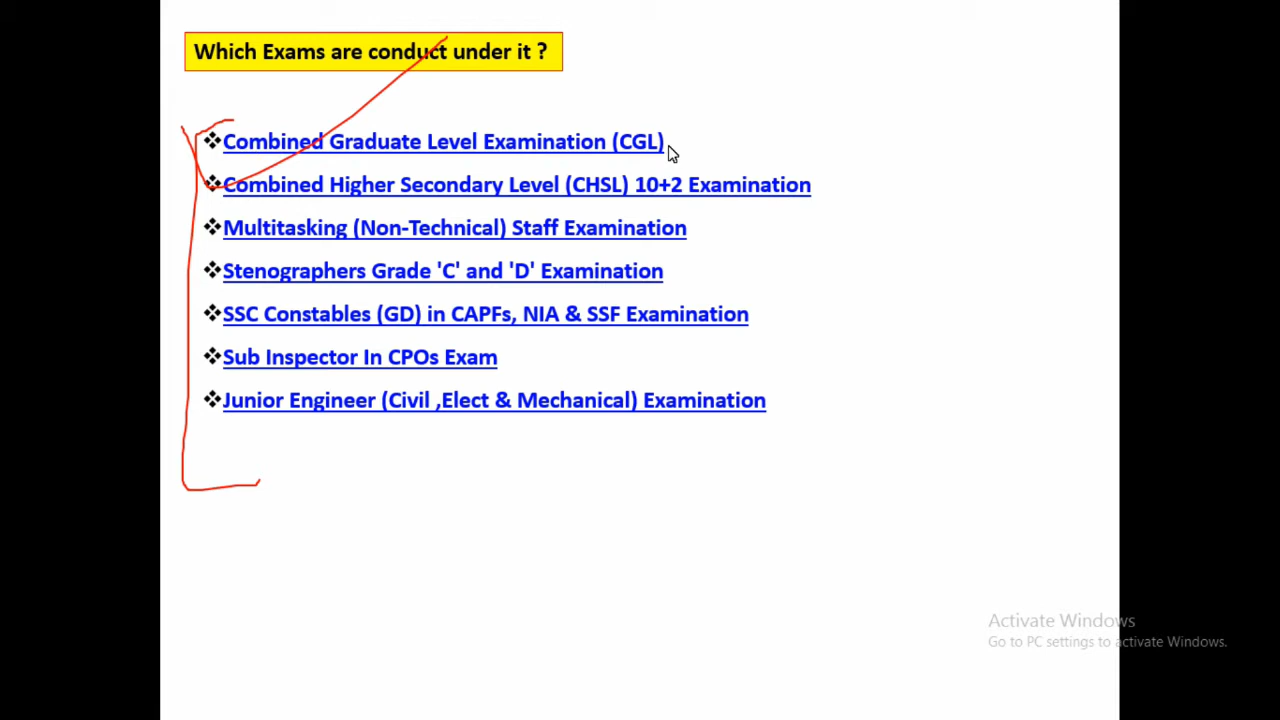 Which Exams are conduct under it ?
❖Combined Graduate Level Examination (CGL)
❖Combined Higher Secondary Level (CHSL) 10+2 Examination
❖Multitasking (Non-Technical) Staff Examination
❖Stenographers Grade 'C' and 'D' Examination
❖SSC Constables (GD) in CAPFs, NIA & SSF Examination
❖Sub Inspector In CPOs Exam
❖Junior Engineer (Civil ,Elect & Mechanical) Examination
Activate Windows
Go to PC settings to activate Windows.